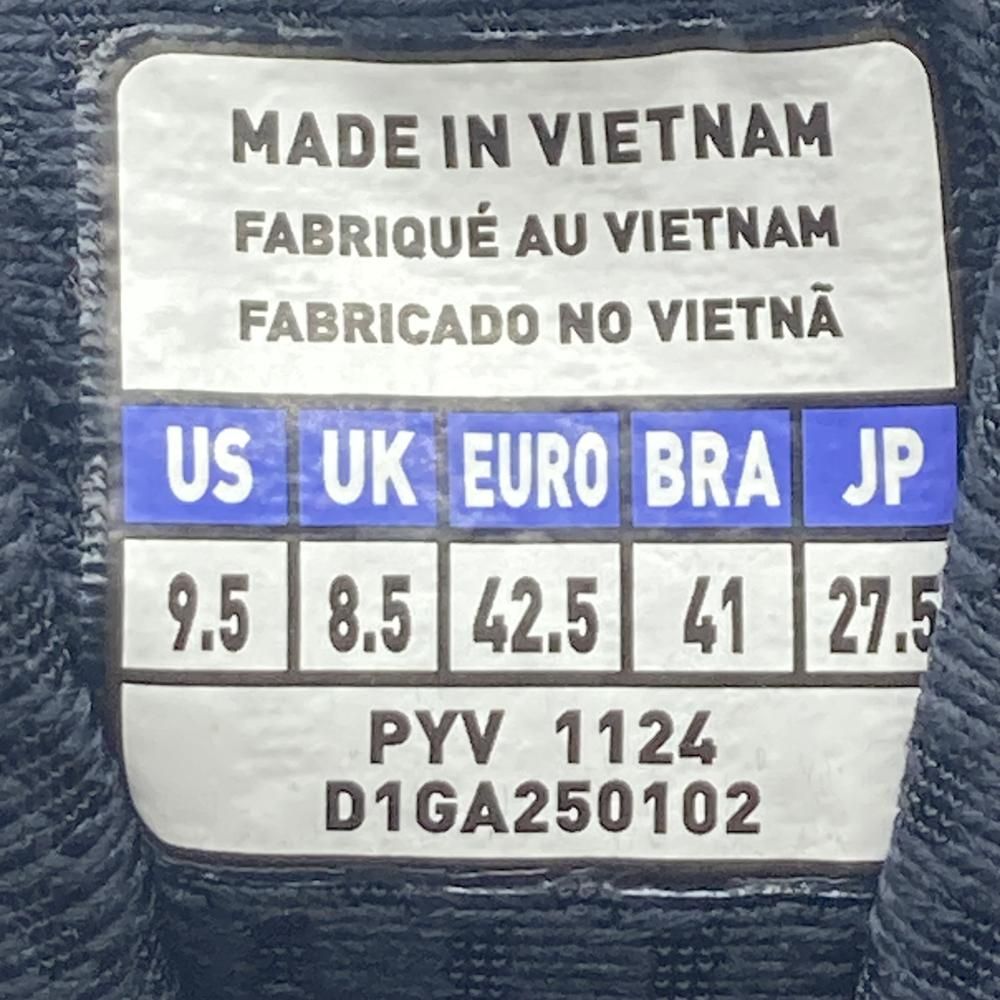 MADE IN VIETNAM
FABRIQUÉ AU VIETNAM
FABRICADO NO VIETNÃ
US UK EURO BRA JP
9.5 8.5 42.5 41 27.5
PYV 1124
D1GA250102